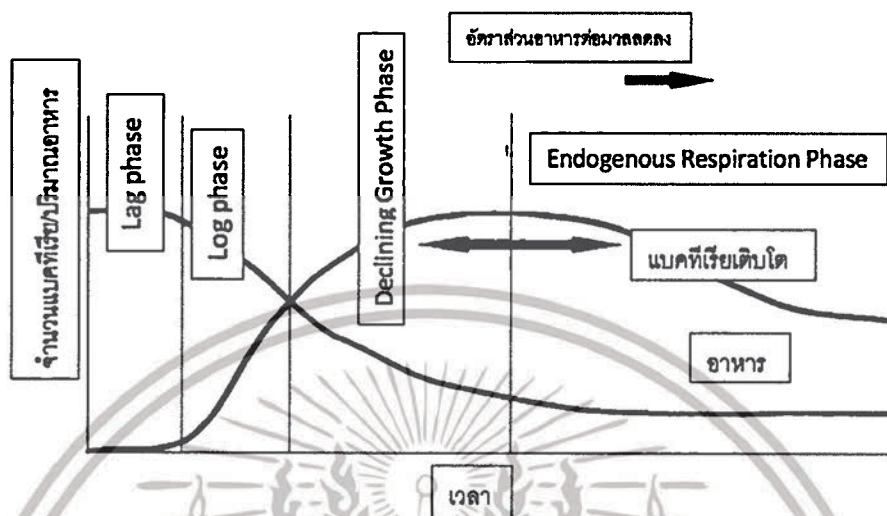 อัตราส่วนอาหารต่อมวลลดลง
จำนวนแบคทีเรีย/ปริมาณอาหาร
Lag phase
Log phase
Declining Growth Phase
Endogenous Respiration Phase
แบคทีเรียเติบโต
อาหาร
เวลา